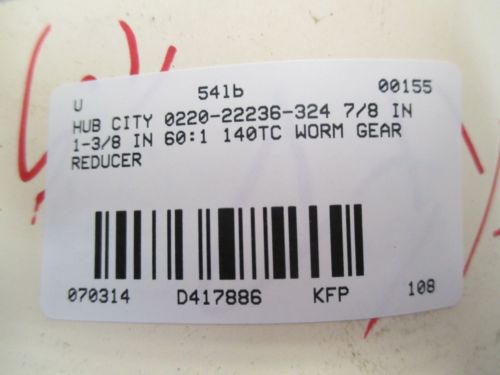 U 54lb 00155
HUB CITY 0220-22236-324 7/8 IN
1-3/8 IN 60:1 140TC WORM GEAR
REDUCER
070314 D417886 KFP 108